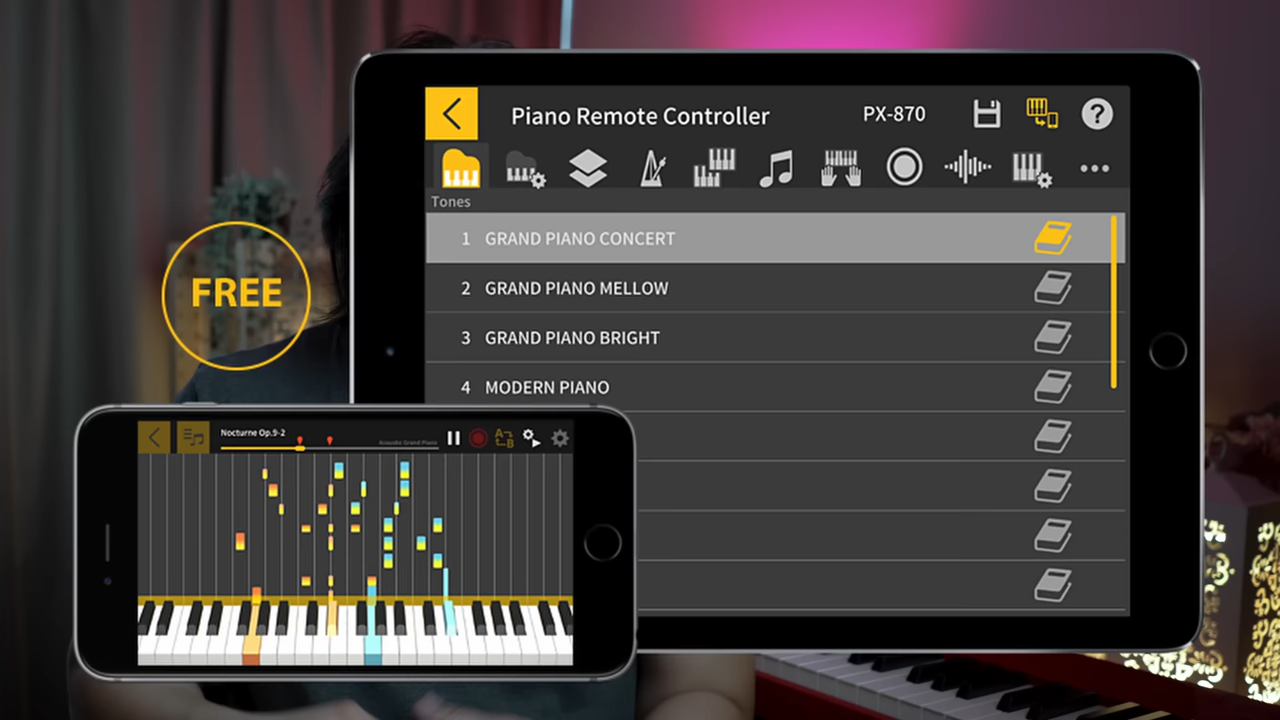 Piano Remote Controller
PX-870
?
Tones
1 GRAND PIANO CONCERT
2 GRAND PIANO MELLOW
3 GRAND PIANO BRIGHT
4 MODERN PIANO
FREE
Nocturne Op.9-2
Acoustic Grand Piano
A
B